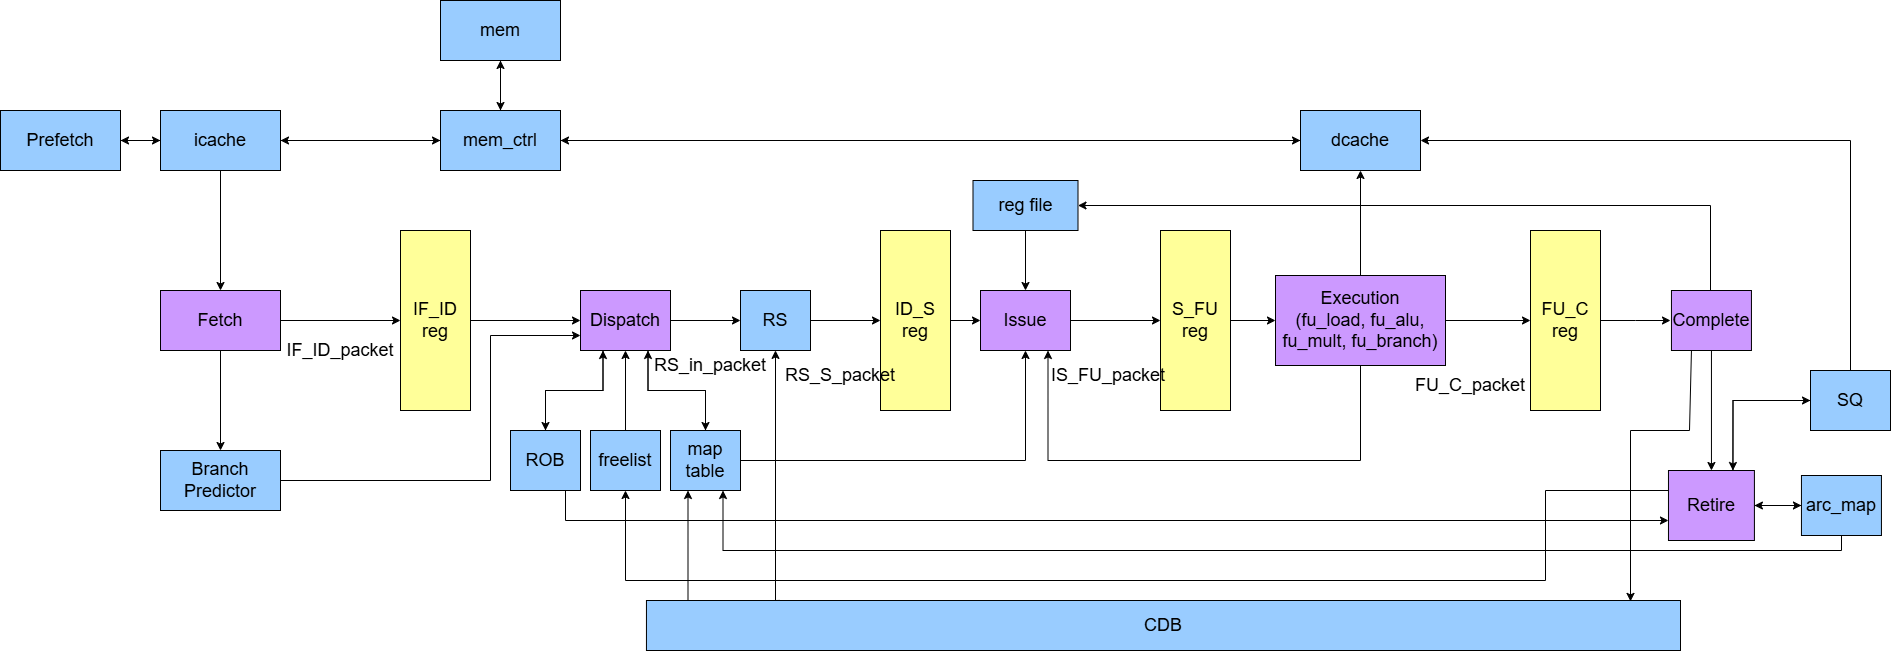 mem
Prefetch
icache
mem_ctrl
dcache
reg file
Fetch
IF_ID
reg
Dispatch
RS
ID_S
reg
Issue
S_FU
reg
Execution
(fu_load, fu_alu,
fu_mult, fu_branch)
FU_C
reg
Complete
IF_ID_packet
RS_in_packet
RS_S_packet
IS_FU_packet
FU_C_packet
SQ
Branch
Predictor
ROB
freelist
map
table
Retire
arc_map
CDB